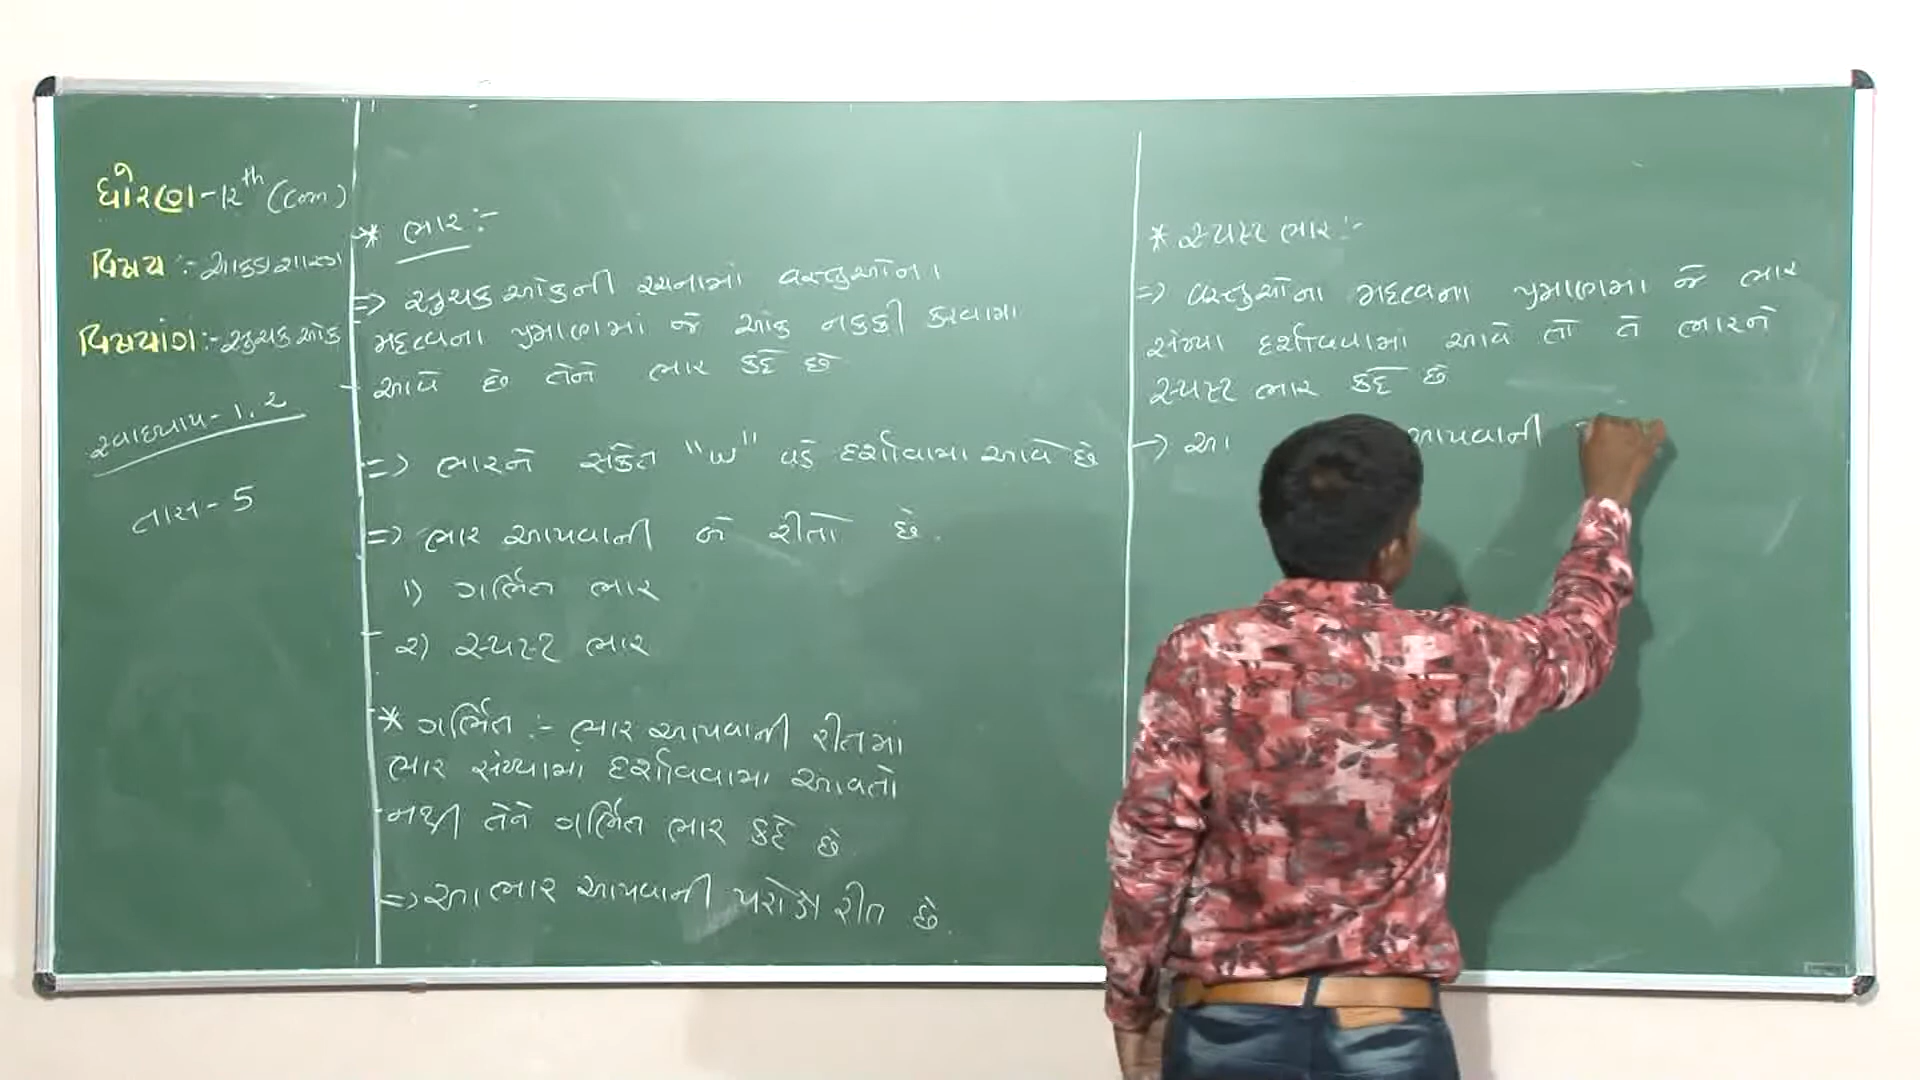 ધોરણ-12th (com)
વિષય :- આંકડાશાસ્ત્ર
વિષયાંગ:- સૂચક અંક
સ્વાધ્યાય- 1.2
તાસ- 5
* ભાર :-
=> સૂચક અંકની રચનામાં વસ્તુઓના
મહત્વના પ્રમાણમાં જે અંક નક્કી કરવામાં
આવે છે તેને ભાર કહે છે
=> ભારને સંકેત "w" વડે દર્શાવામાં આવે છે
=> ભાર આપવાની બે રીતો છે.
1) ગર્ભિત ભાર
૨) સ્પષ્ટ ભાર
* ગર્ભિત :- ભાર આપવાની રીતમાં
ભાર સંખ્યામાં દર્શાવવામાં આવતો
નથી તેને ગર્ભિત ભાર કહે છે
=> આ ભાર આપવાની પરોક્ષ રીત છે.
* સ્પષ્ટ ભાર :-
=> વસ્તુઓના મહત્વના પ્રમાણમાં જે ભાર
સંખ્યા દર્શાવવામાં આવે તો તે ભારને
સ્પષ્ટ ભાર કહે છે
-> આ આપવાની